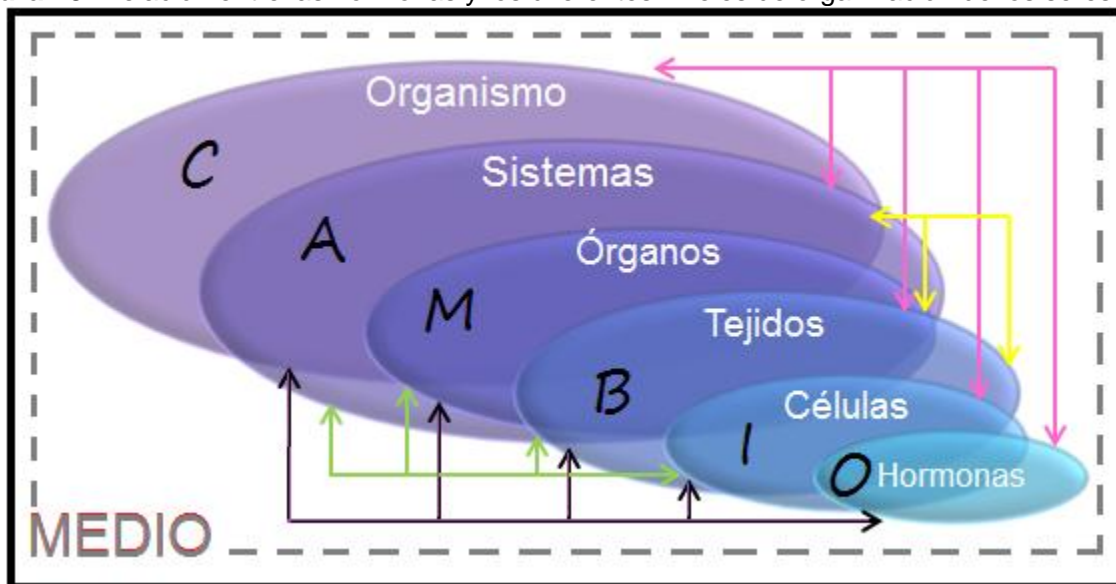 Organismo
C
Sistemas
A
Órganos
M
Tejidos
B
Células
I
O Hormonas
MEDIO